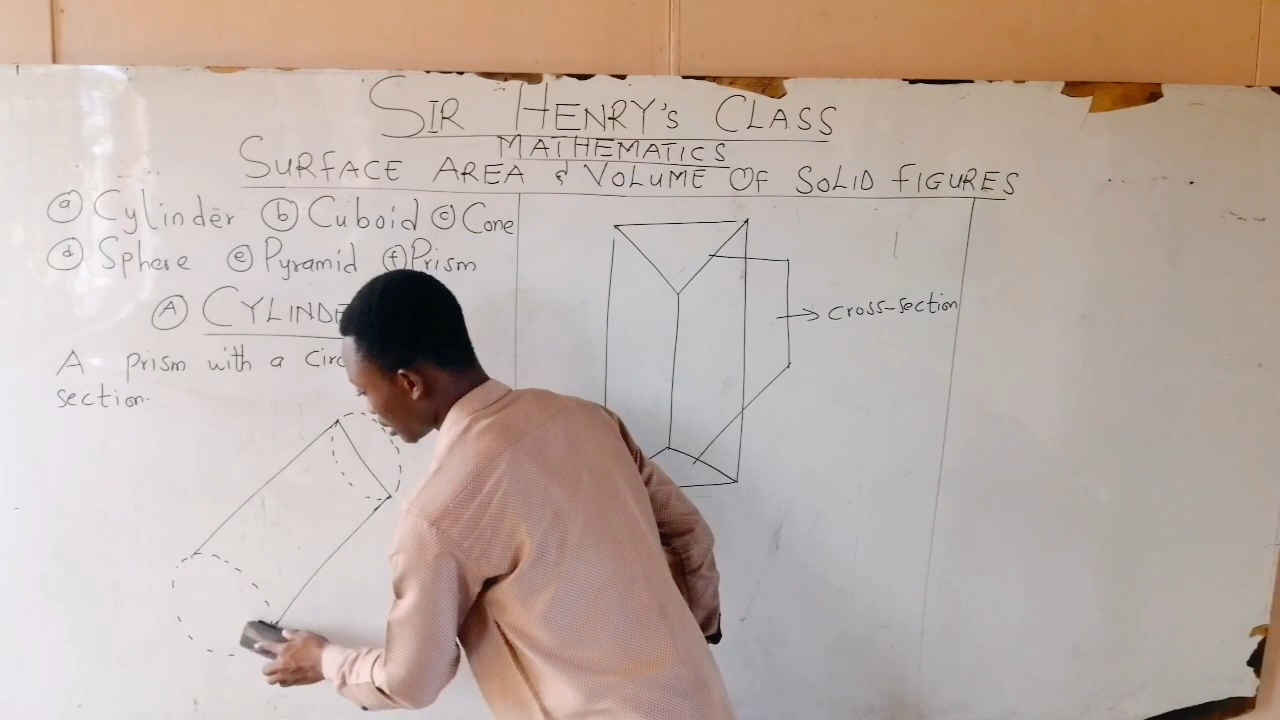 SIR HENRY'S CLASS
MATHEMATICS
SURFACE AREA & VOLUME OF SOLID FIGURES
(a) Cylinder (b) Cuboid (c) Cone
(d) Sphere (e) Pyramid (f) Prism
(A) CYLINDE
A prism with a circ
section.
cross-section